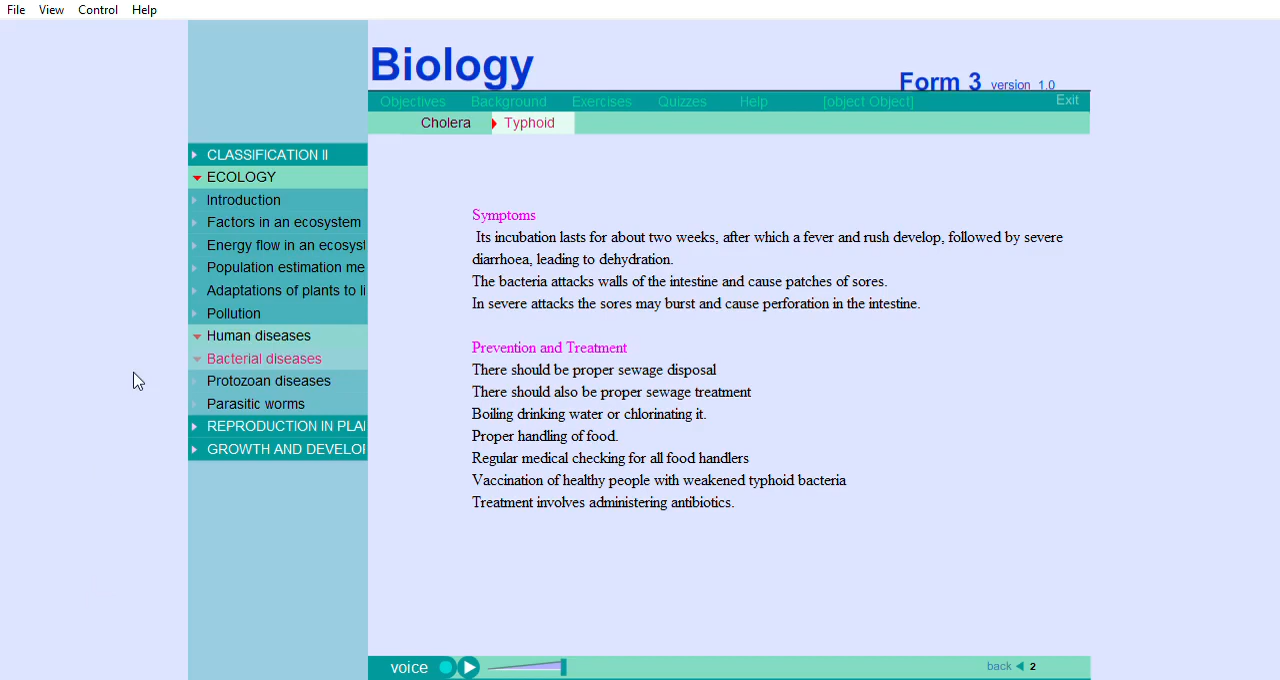 File View Control Help
Biology
Form 3 version 1.0
Objectives Background Exercises Quizzes Help [object Object] Exit
Cholera Typhoid
CLASSIFICATION II
ECOLOGY
Introduction
Factors in an ecosystem
Energy flow in an ecosyst
Population estimation me
Adaptations of plants to li
Pollution
Human diseases
Bacterial diseases
Protozoan diseases
Parasitic worms
REPRODUCTION IN PLA
GROWTH AND DEVELOP
Symptoms
Its incubation lasts for about two weeks, after which a fever and rush develop, followed by severe
diarrhoea, leading to dehydration.
The bacteria attacks walls of the intestine and cause patches of sores.
In severe attacks the sores may burst and cause perforation in the intestine.
Prevention and Treatment
There should be proper sewage disposal
There should also be proper sewage treatment
Boiling drinking water or chlorinating it.
Proper handling of food.
Regular medical checking for all food handlers
Vaccination of healthy people with weakened typhoid bacteria
Treatment involves administering antibiotics.
voice back 2